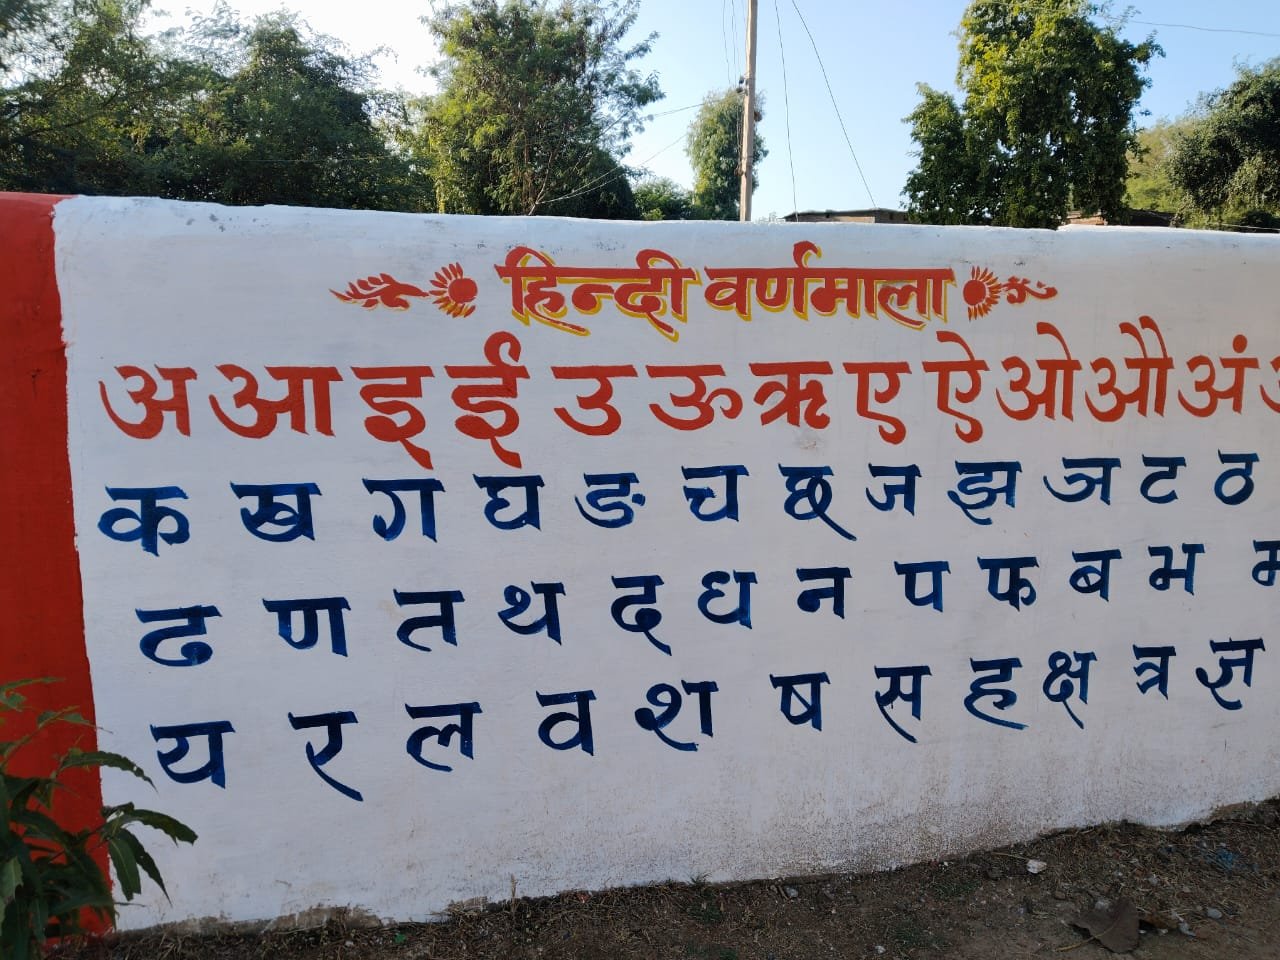 हिन्दी वर्णमाला
अ आ इ ई उ ऊ ऋ ए ऐ ओ औ अं
क ख ग घ ङ च छ ज झ ञ ट ठ
ढ ण त थ द ध न प फ ब भ म
य र ल व श ष स ह क्ष त्र ज्ञ